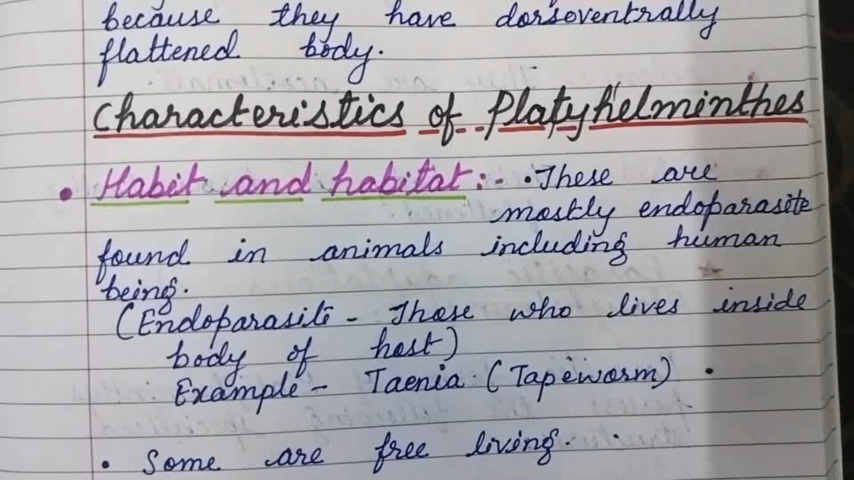 because they have dorsoventrally
flattened body.
Characteristics of Platyhelminthes
• Habit and habitat:- • These are
mostly endoparasite
found in animals including human
being.
(Endoparasite - Those who lives inside
body of host)
Example - Taenia (Tapeworm) •
• Some are free living.